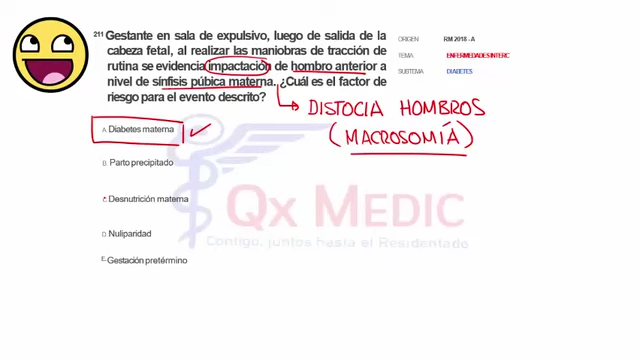 211 Gestante en sala de expulsivo, luego de salida de la
cabeza fetal, al realizar las maniobras de tracción de
rutina se evidencia impactación de hombro anterior a
nivel de sínfisis púbica materna. ¿Cuál es el factor de
riesgo para el evento descrito?
ORIGEN RM 2018 - A
TEMA ENFERMEDADES INTERC
SUBTEMA DIABETES
DISTOCIA HOMBROS
(MACROSOMÍA)
A. Diabetes materna
B. Parto precipitado
C. Desnutrición materna
D. Nuliparidad
E. Gestación pretérmino
Qx MEDIC
Contigo, juntos hasta el Residentado